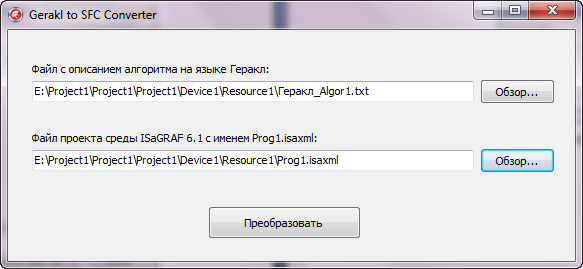 Gerakl to SFC Converter
Файл с описанием алгоритма на языке Геракл:
E:\Project1\Project1\Project1\Device1\Resource1\Геракл_Algor1.txt
Обзор...
Файл проекта среды ISaGRAF 6.1 с именем Prog1.isaxml:
E:\Project1\Project1\Project1\Device1\Resource1\Prog1.isaxml
Обзор...
Преобразовать